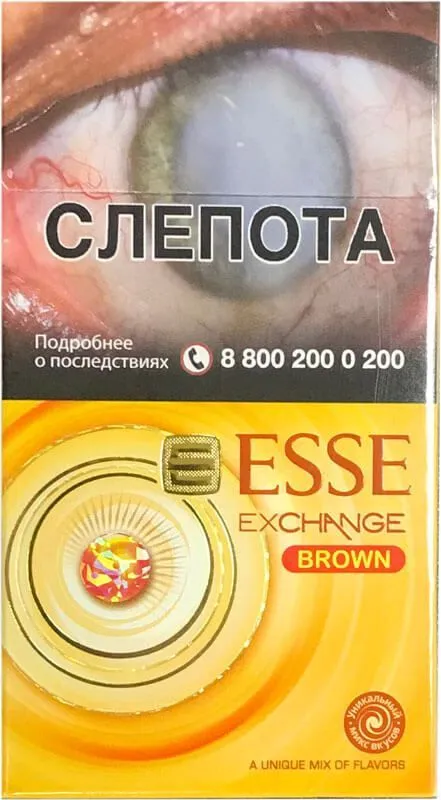 СЛЕПОТА
Подробнее
о последствиях
8 800 200 0 200
ESSE
EXCHANGE
BROWN
Уникальный
микс вкусов
A UNIQUE MIX OF FLAVORS